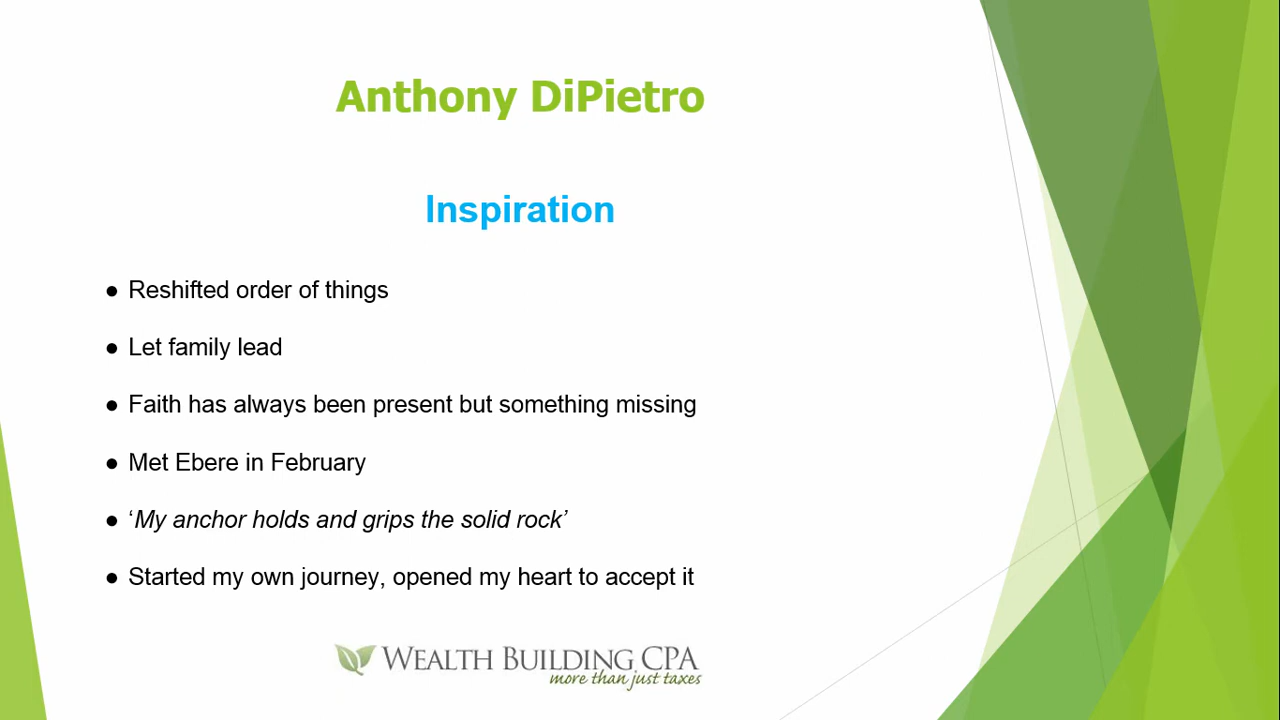 Anthony DiPietro
Inspiration
● Reshifted order of things
● Let family lead
● Faith has always been present but something missing
● Met Ebere in February
● ‘My anchor holds and grips the solid rock’
● Started my own journey, opened my heart to accept it
WEALTH BUILDING CPA
more than just taxes